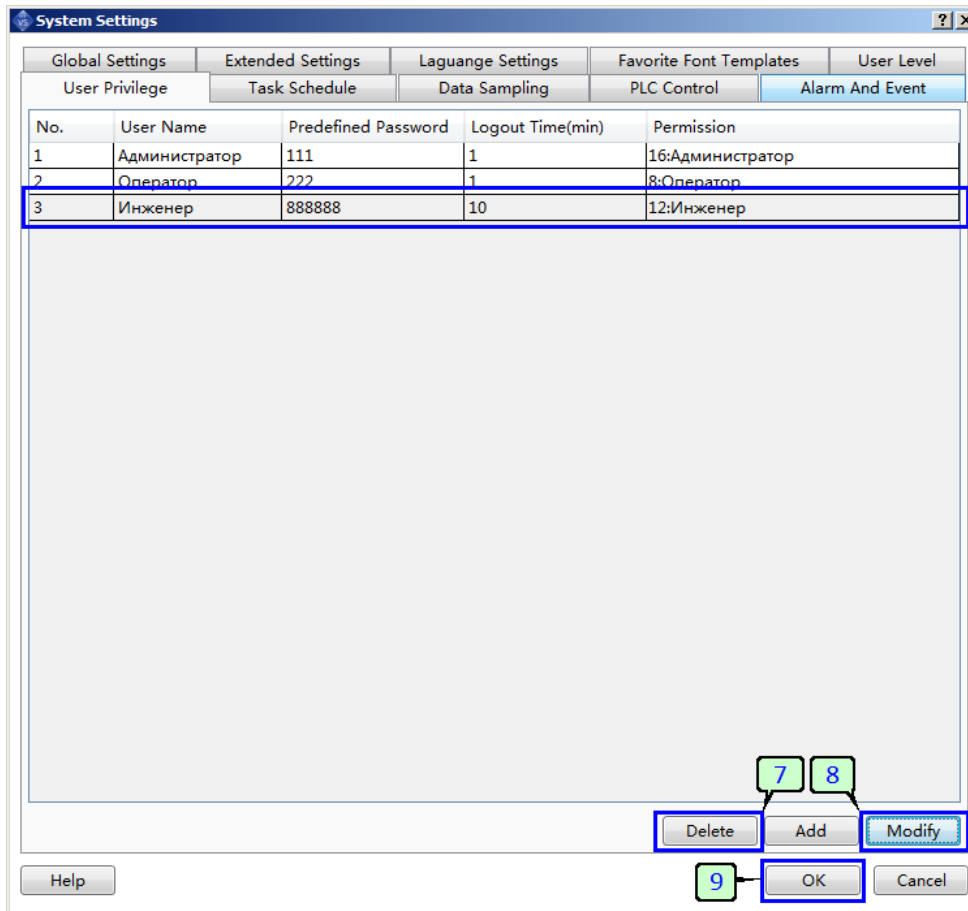 VS System Settings ? x
Global Settings Extended Settings Laguange Settings Favorite Font Templates User Level
User Privilege Task Schedule Data Sampling PLC Control Alarm And Event
No. User Name Predefined Password Logout Time(min) Permission
1 Администратор 111 1 16:Администратор
2 Оператор 222 1 8:Оператор
3 Инженер 888888 10 12:Инженер
7 8
Delete Add Modify
Help 9 OK Cancel